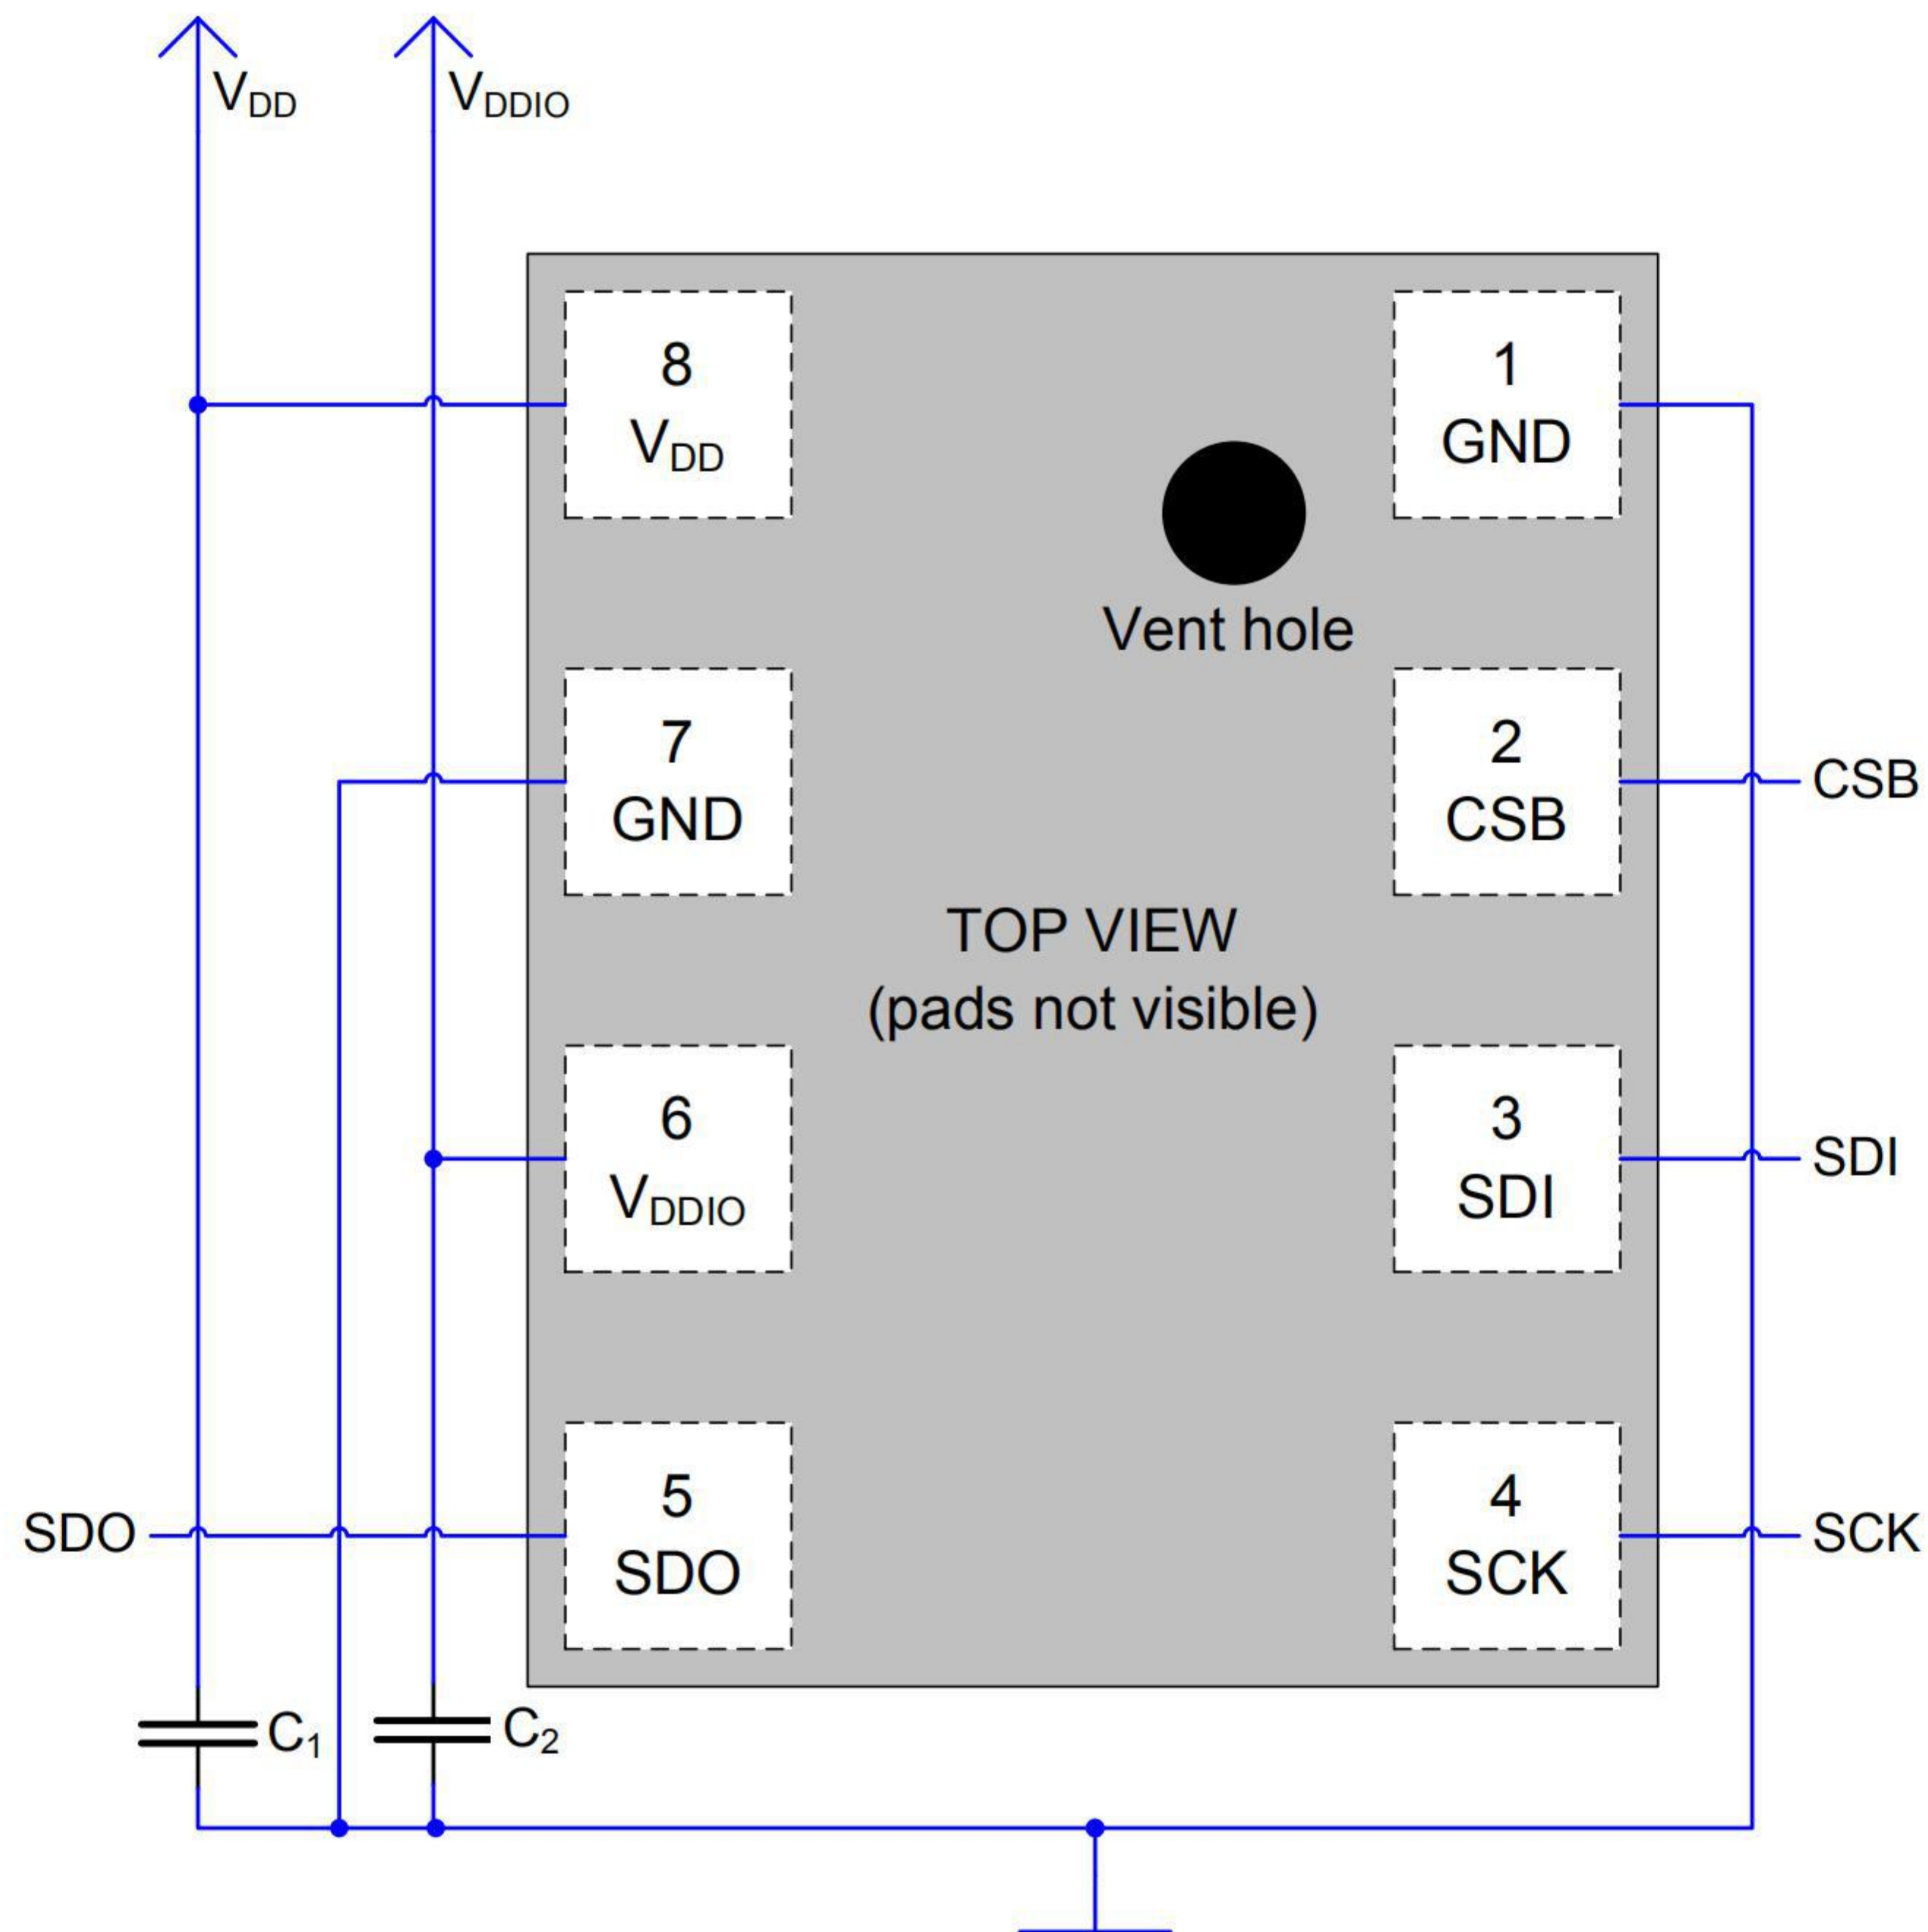 VDD
VDDIO
8
VDD
1
GND
Vent hole
7
GND
2
CSB
CSB
TOP VIEW
(pads not visible)
6
VDDIO
3
SDI
SDI
SDO
5
SDO
4
SCK
SCK
C1
C2